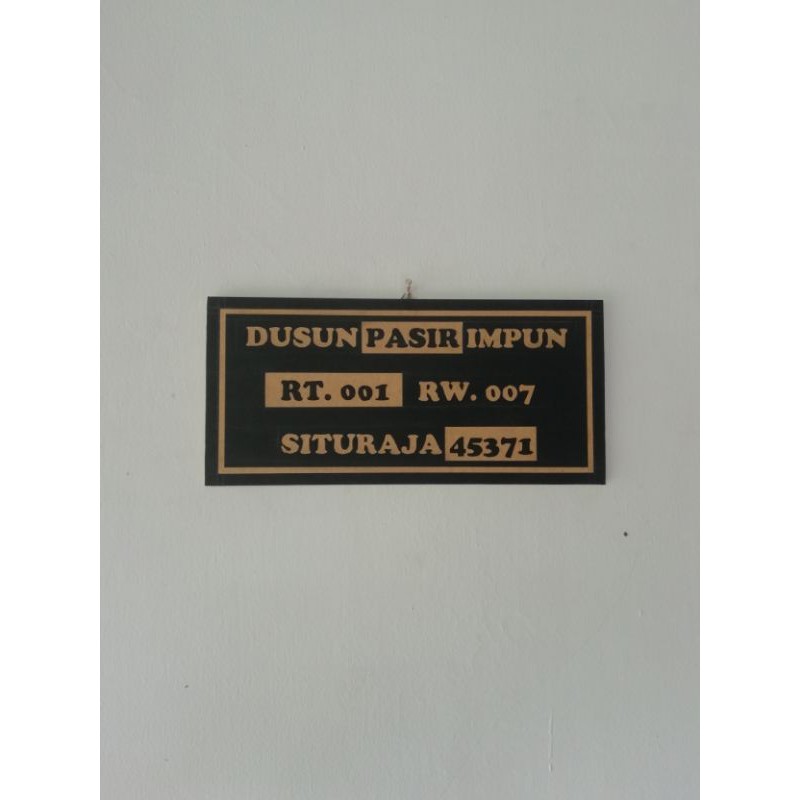 DUSUN PASIR IMPUN
RT. 001 RW. 007
SITURAJA 45371